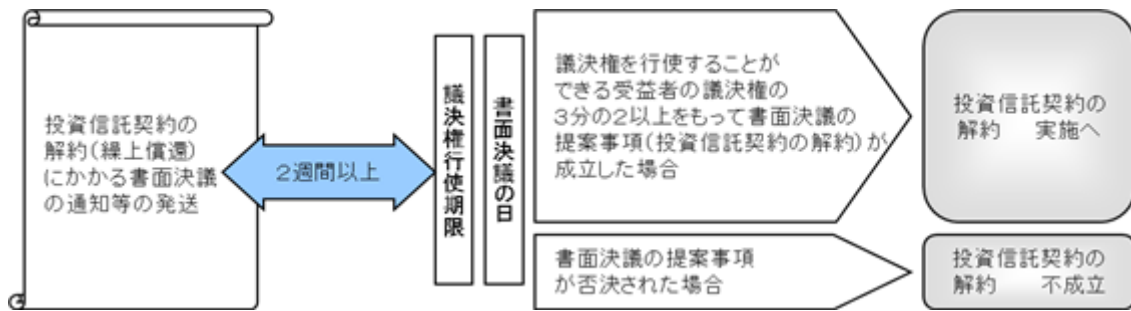 投資信託契約の
解約(繰上償還)
にかかる書面決議
の通知等の発送
2週間以上
議決権行使期限
書面決議の日
議決権を行使することが
できる受益者の議決権の
3分の2以上をもって書面決議の
提案事項(投資信託契約の解約)が
成立した場合
投資信託契約の
解約　実施へ
書面決議の提案事項
が否決された場合
投資信託契約の
解約　不成立